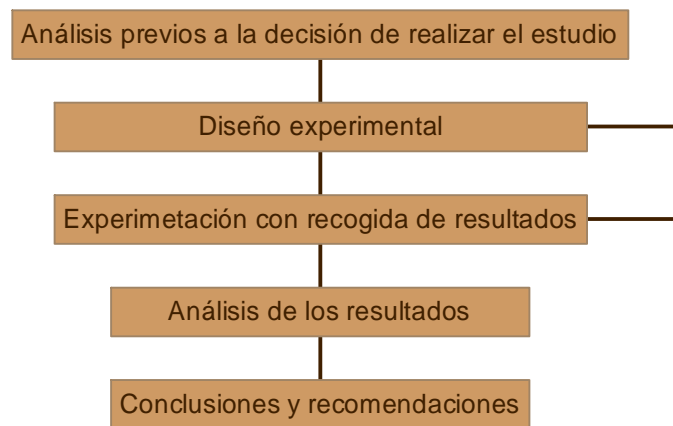 Análisis previos a la decisión de realizar el estudio
Diseño experimental
Experimetación con recogida de resultados
Análisis de los resultados
Conclusiones y recomendaciones